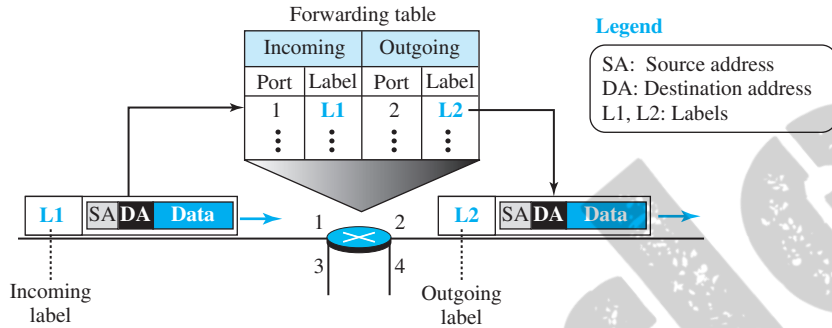 Forwarding table
Incoming Outgoing
Port Label Port Label
1 L1 2 L2
Legend
SA: Source address
DA: Destination address
L1, L2: Labels
L1 SA DA Data
1 2
3 4
L2 SA DA Data
Incoming
label
Outgoing
label